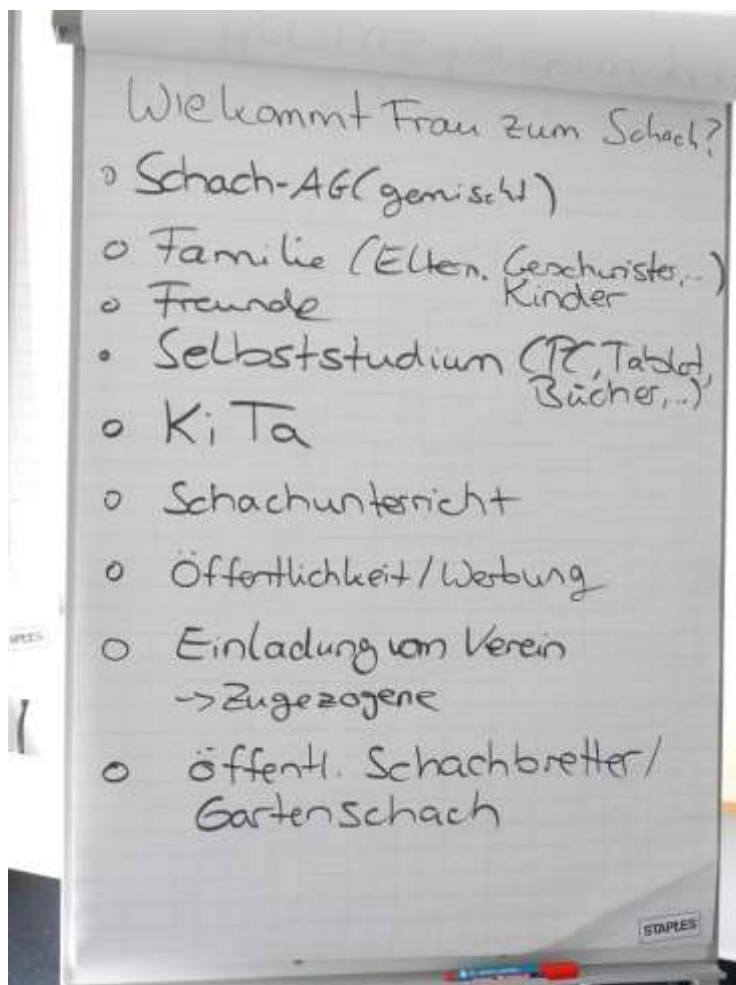 Wie kommt Frau zum Schach?
o Schach-AG (gemischt)
o Familie (Eltern, Geschwister,..)
Kinder
o Freunde
• Selbststudium (PC, Tablet,
Bücher,..)
o KiTa
o Schachunterricht
o Öffentlichkeit/Werbung
o Einladung vom Verein
-> Zugezogene
o öffentl. Schachbretter/
Gartenschach
STAPLES